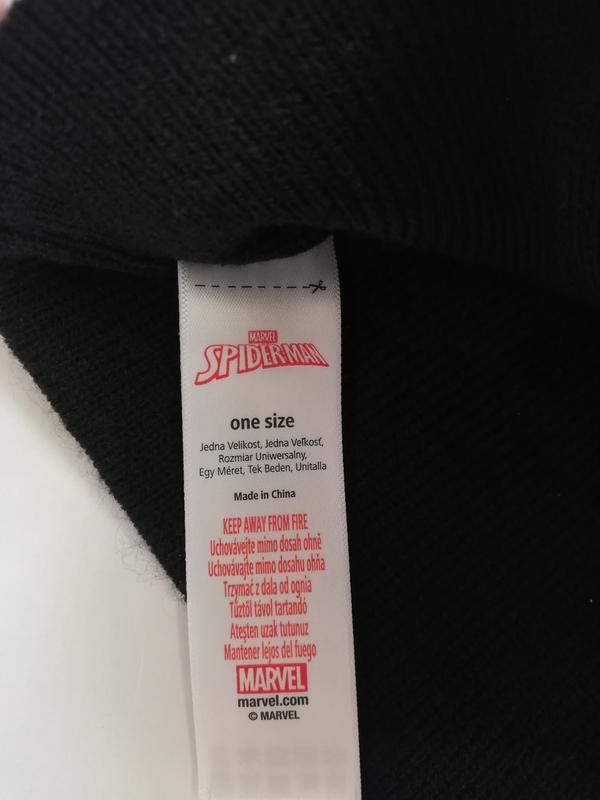 MARVEL
SPIDER-MAN
one size
Jedna Velikost, Jedna Veľkosť,
Rozmiar Uniwersalny,
Egy Méret, Tek Beden, Unitalla
Made in China
KEEP AWAY FROM FIRE
Uchovávejte mimo dosah ohně
Uchovávajte mimo dosahu ohňa
Trzymać z dala od ognia
Tűztől távol tartandó
Ateşten uzak tutunuz
Mantener lejos del fuego
MARVEL
marvel.com
© MARVEL